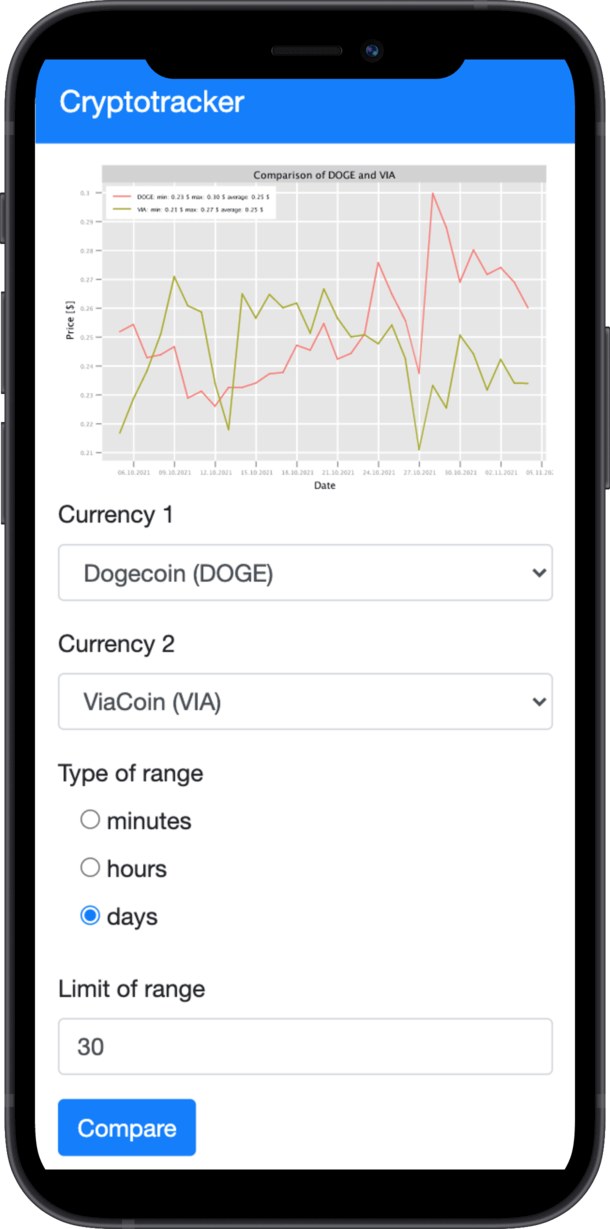 Cryptotracker
Comparison of DOGE and VIA
DOGE: min: 0.23 $ max: 0.30 $ average: 0.25 $
VIA: min: 0.21 $ max: 0.27 $ average: 0.25 $
0.3
0.29
0.28
0.27
0.26
0.25
0.24
0.23
0.22
0.21
Price [$]
06.10.2021 09.10.2021 12.10.2021 15.10.2021 18.10.2021 21.10.2021 24.10.2021 27.10.2021 30.10.2021 02.11.2021 05.11.20
Date
Currency 1
Dogecoin (DOGE)
Currency 2
ViaCoin (VIA)
Type of range
minutes
hours
days
Limit of range
30
Compare